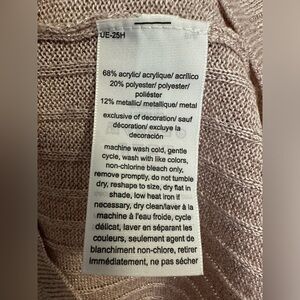 UE-25H
68% acrylic/ acrylique/ acrílico
20% polyester/ polyester/
poliéster
12% metallic/ metallique/ metal
exclusive of decoration/ sauf
décoration/ excluye la
decoración
machine wash cold, gentle
cycle, wash with like colors,
non-chlorine bleach only,
remove promptly, do not tumble
dry, reshape to size, dry flat in
shade, low heat iron if
necessary, dry clean/laver à la
machine à l'eau froide, cycle
délicat, laver en séparant les
couleurs, seulement agent de
blanchiment non-chlore, retirer
immédiatement, ne pas sécher